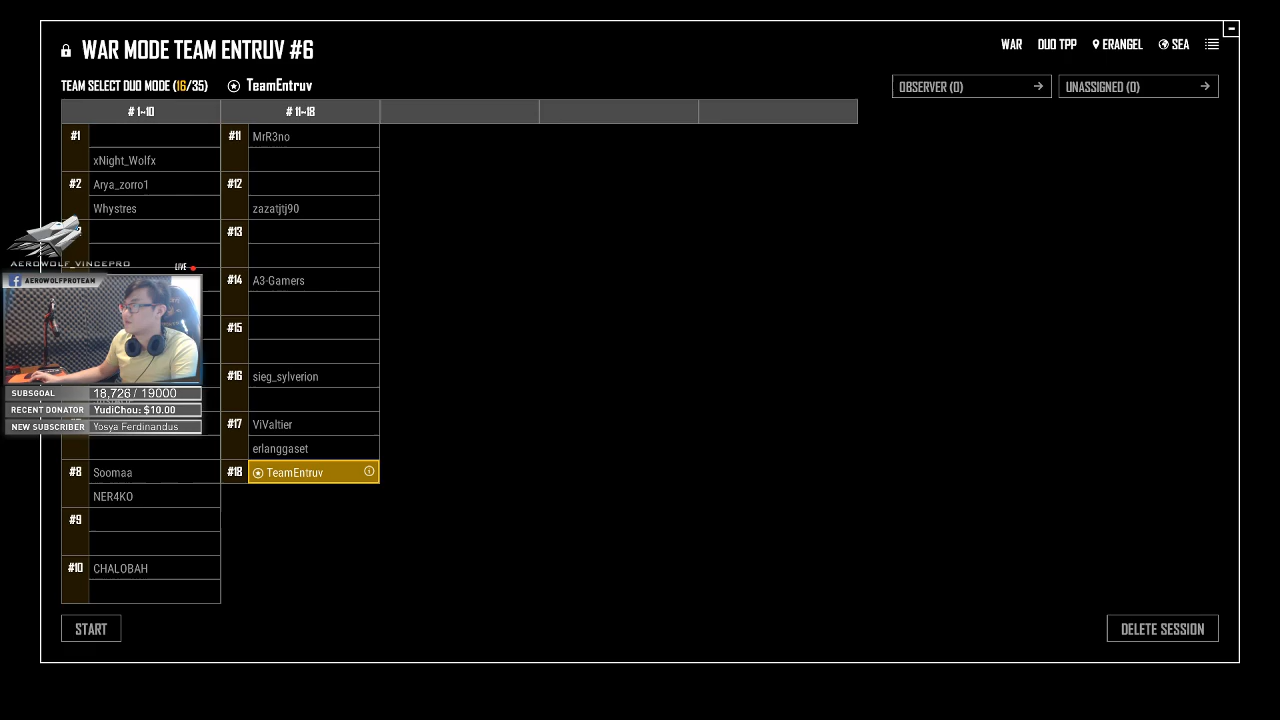 WAR MODE TEAM ENTRUV #6
WAR DUO TPP ERANGEL SEA
TEAM SELECT DUO MODE (16/35) TeamEntruv
OBSERVER (0) UNASSIGNED (0)
# 1~10 # 11~18
#1 #11 MrR3no
xNight_Wolfx
#2 Arya_zorro1 #12
Whystres zazatjtj90
#13
AEROWOLF_VINCEPRO
LIVE
AEROWOLFPROTEAM
#14 A3-Gamers
#15
#16 sieg_sylverion
SUBSGOAL 18,726 / 19000
RECENT DONATOR YudiChou: $10.00
NEW SUBSCRIBER Yosya Ferdinandus
#17 ViValtier
erlanggaset
#8 Soomaa #18 TeamEntruv
NER4KO
#9
#10 CHALOBAH
START DELETE SESSION